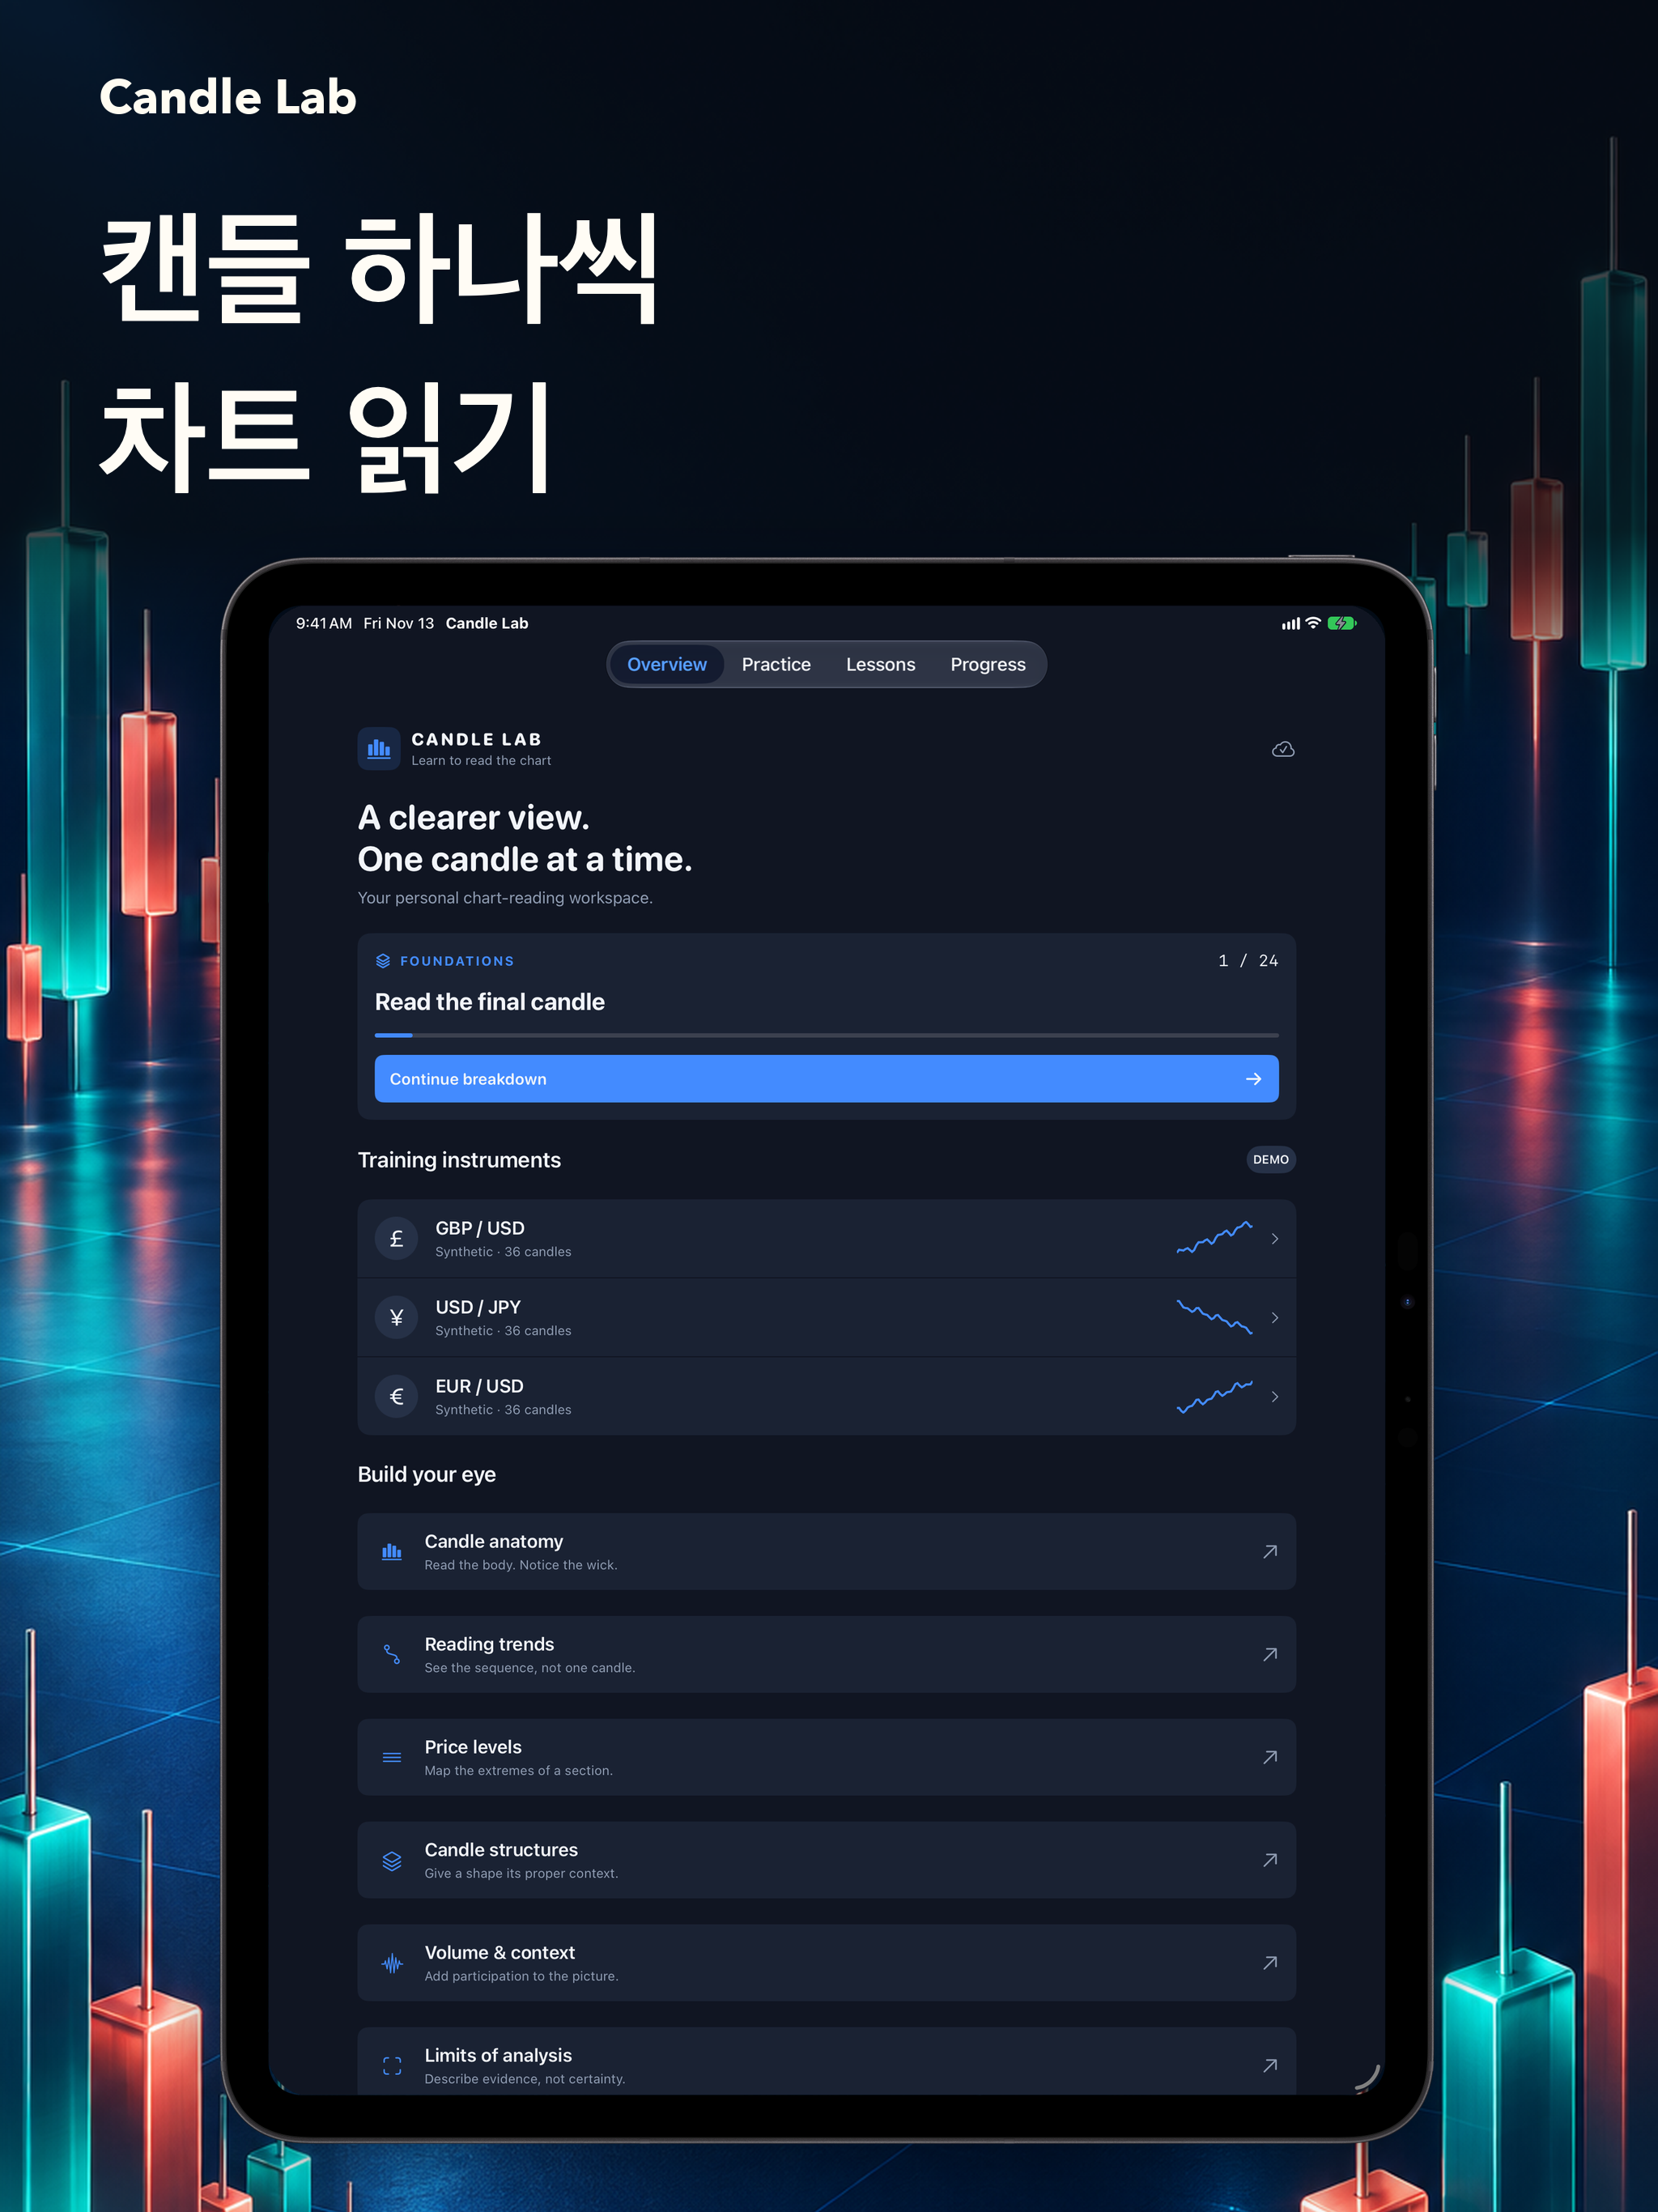 Candle Lab
캔들 하나씩
차트 읽기
9:41 AM Fri Nov 13 Candle Lab
Overview Practice Lessons Progress
CANDLE LAB
Learn to read the chart
A clearer view.
One candle at a time.
Your personal chart-reading workspace.
FOUNDATIONS 1 / 24
Read the final candle
Continue breakdown
Training instruments DEMO
£ GBP / USD
Synthetic · 36 candles
¥ USD / JPY
Synthetic · 36 candles
€ EUR / USD
Synthetic · 36 candles
Build your eye
Candle anatomy
Read the body. Notice the wick.
Reading trends
See the sequence, not one candle.
Price levels
Map the extremes of a section.
Candle structures
Give a shape its proper context.
Volume & context
Add participation to the picture.
Limits of analysis
Describe evidence, not certainty.